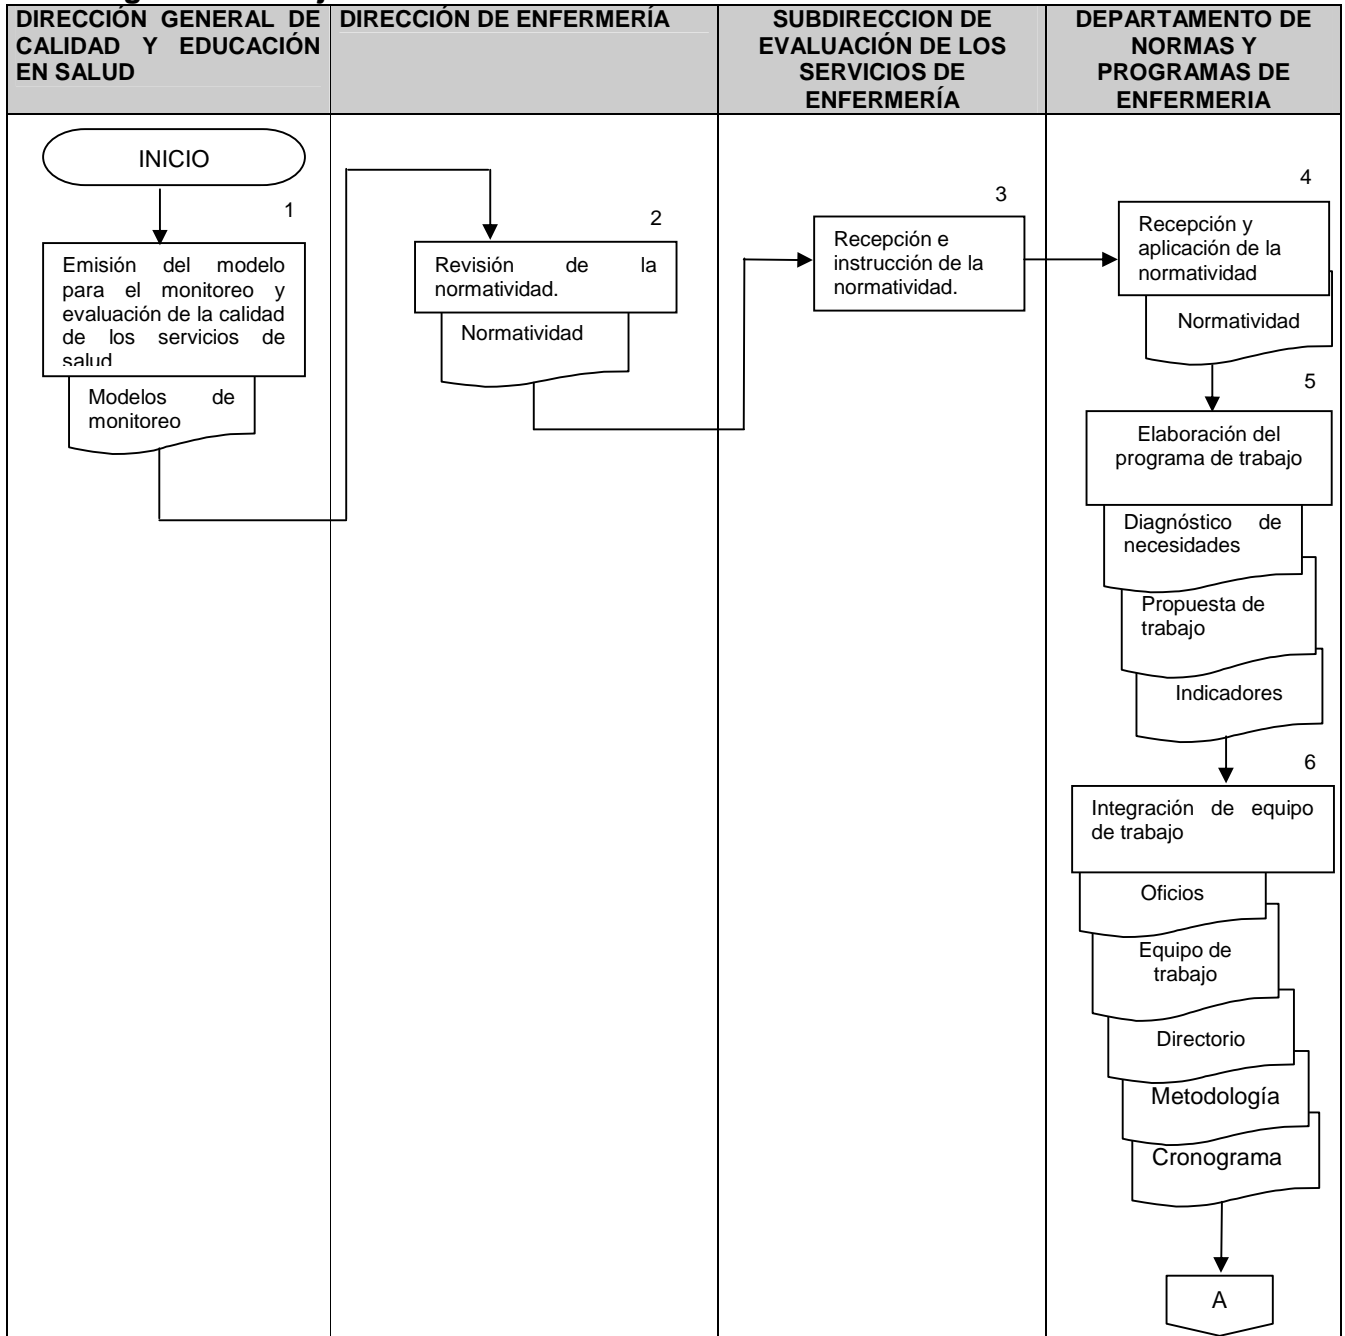 DIRECCIÓN GENERAL DE
CALIDAD Y EDUCACIÓN
EN SALUD
DIRECCIÓN DE ENFERMERÍA
SUBDIRECCION DE
EVALUACIÓN DE LOS
SERVICIOS DE
ENFERMERÍA
DEPARTAMENTO DE
NORMAS Y
PROGRAMAS DE
ENFERMERIA
INICIO
1
Emisión del modelo
para el monitoreo y
evaluación de la calidad
de los servicios de
salud
Modelos de
monitoreo
2
Revisión de la
normatividad.
Normatividad
3
Recepción e
instrucción de la
normatividad.
4
Recepción y
aplicación de la
normatividad
Normatividad
5
Elaboración del
programa de trabajo
Diagnóstico de
necesidades
Propuesta de
trabajo
Indicadores
6
Integración de equipo
de trabajo
Oficios
Equipo de
trabajo
Directorio
Metodología
Cronograma
A